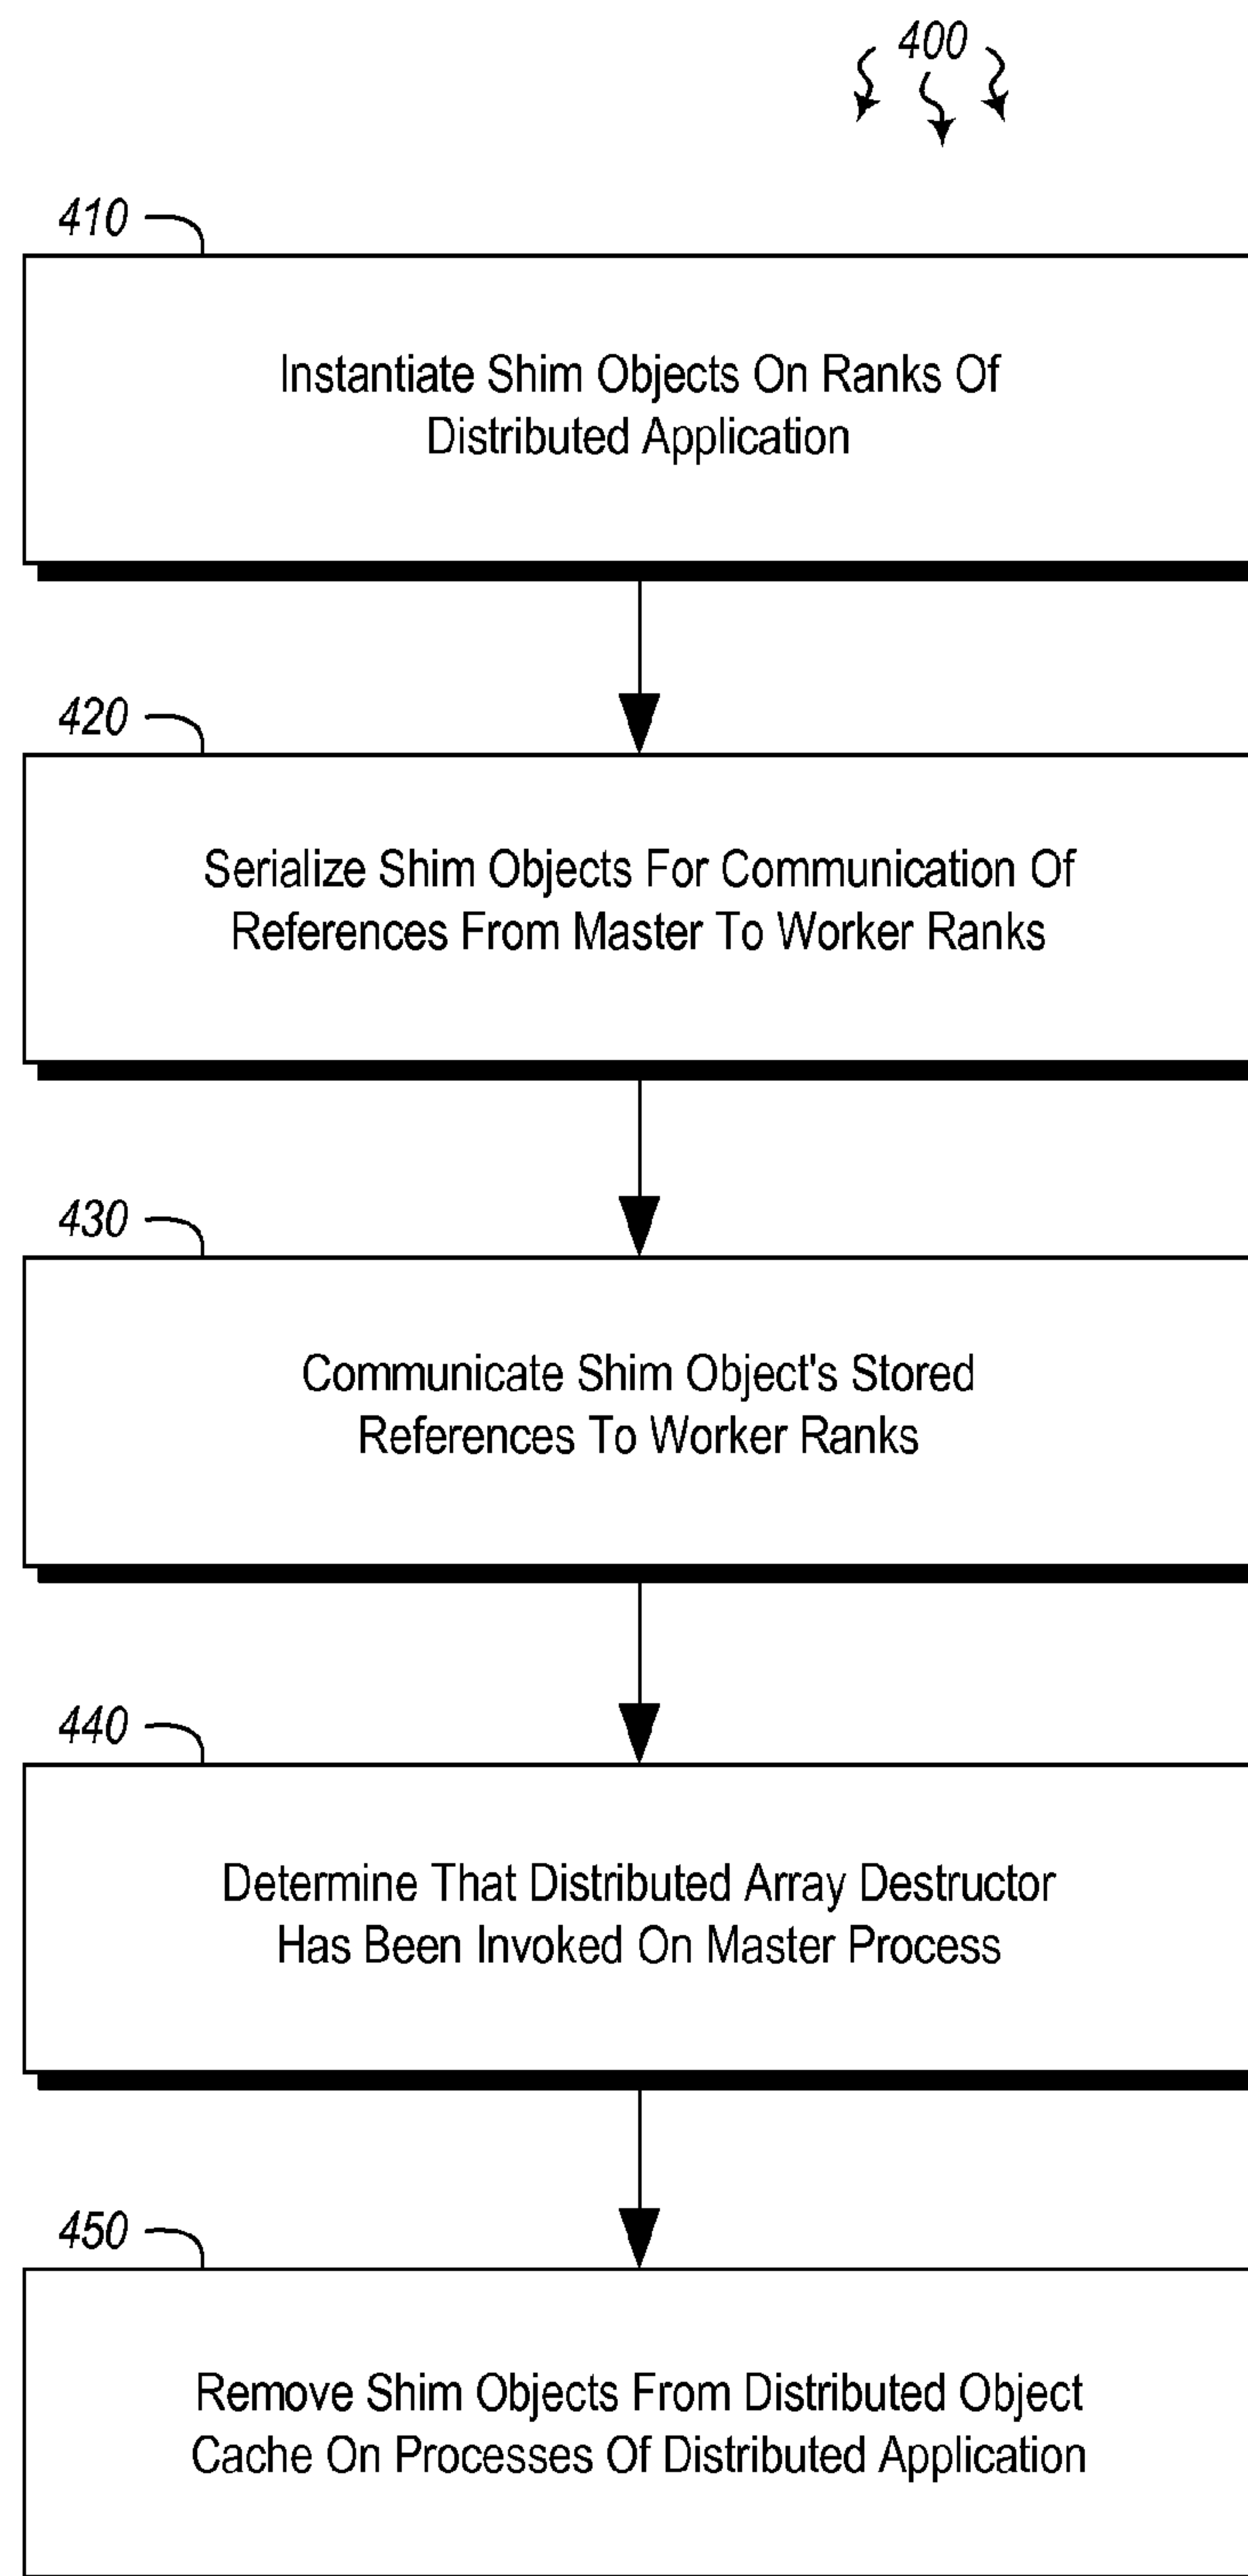 400
410
Instantiate Shim Objects On Ranks Of
Distributed Application
420
Serialize Shim Objects For Communication Of
References From Master To Worker Ranks
430
Communicate Shim Object's Stored
References To Worker Ranks
440
Determine That Distributed Array Destructor
Has Been Invoked On Master Process
450
Remove Shim Objects From Distributed Object
Cache On Processes Of Distributed Application